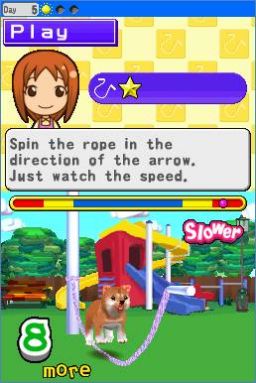 Day 5
Play
Spin the rope in the
direction of the arrow.
Just watch the speed.
Slower
8
more